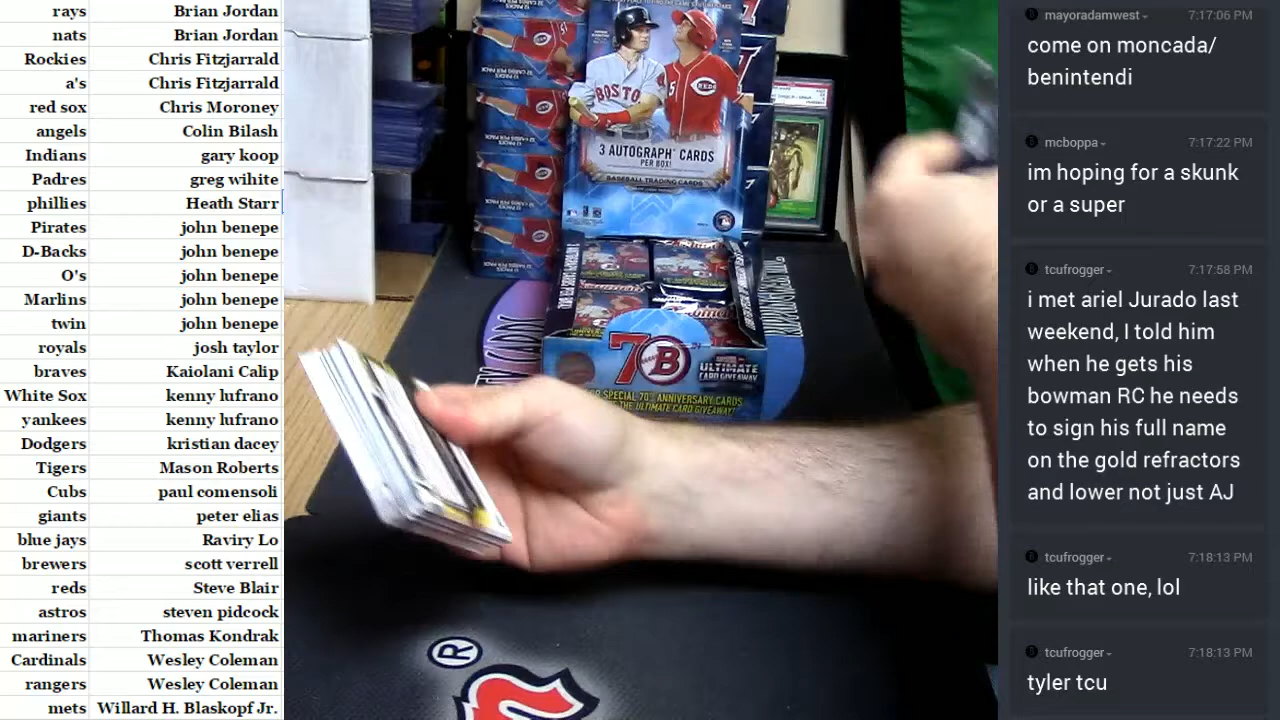 rays Brian Jordan
nats Brian Jordan
Rockies Chris Fitzjarrald
a's Chris Fitzjarrald
red sox Chris Moroney
angels Colin Bilash
Indians gary koop
Padres greg wihite
phillies Heath Starr
Pirates john benepe
D-Backs john benepe
O's john benepe
Marlins john benepe
twin john benepe
royals josh taylor
braves Kaiolani Calip
White Sox kenny lufrano
yankees kenny lufrano
Dodgers kristian dacey
Tigers Mason Roberts
Cubs paul comensoli
giants peter elias
blue jays Raviry Lo
brewers scott verrell
reds Steve Blair
astros steven pidcock
mariners Thomas Kondrak
Cardinals Wesley Coleman
rangers Wesley Coleman
mets Willard H. Blaskopf Jr.
BOSTON
REDS
3 AUTOGRAPH CARDS
PER BOX!
BASEBALL TRADING CARDS
7B
ULTIMATE
CARD GIVEAWAY
SPECIAL 70TH ANNIVERSARY CARDS
THE ULTIMATE CARD GIVEAWAY!
®
mayoradamwest 7:17:06 PM
come on moncada/
benintendi
mcboppa 7:17:22 PM
im hoping for a skunk
or a super
tcufrogger 7:17:58 PM
i met ariel Jurado last
weekend, I told him
when he gets his
bowman RC he needs
to sign his full name
on the gold refractors
and lower not just AJ
tcufrogger 7:18:13 PM
like that one, lol
tcufrogger 7:18:13 PM
tyler tcu